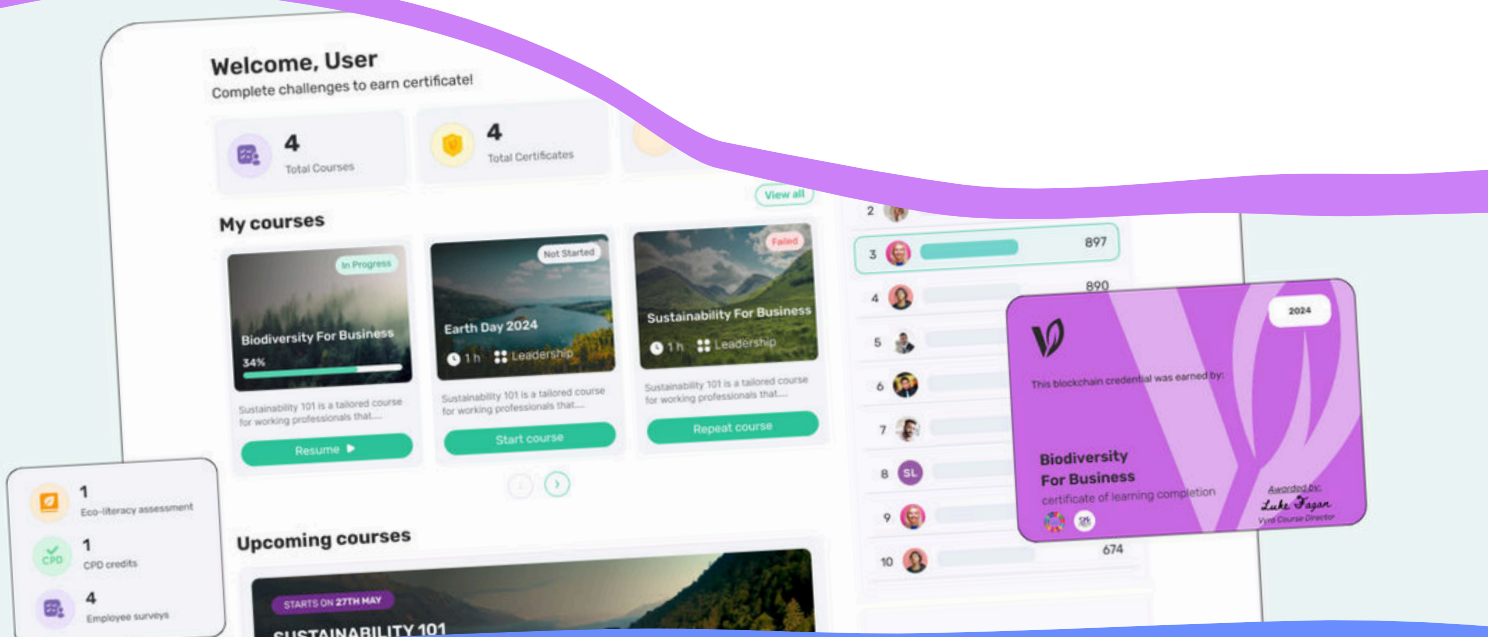 Welcome, User
Complete challenges to earn certificate!
4
Total Courses
4
Total Certificates
My courses
View all
In Progress
Biodiversity For Business
34%
Sustainability 101 is a tailored course
for working professionals that....
Resume
Not Started
Earth Day 2024
1 h Leadership
Sustainability 101 is a tailored course
for working professionals that....
Start course
Failed
Sustainability For Business
1 h Leadership
Sustainability 101 is a tailored course
for working professionals that....
Repeat course
Upcoming courses
STARTS ON 27TH MAY
SUSTAINABILITY 101
1
Eco-literacy assessment
CPD
1
CPD credits
4
Employee surveys
2
3 897
4 890
5
6
7
8 SL
9
10 674
2024
This blockchain credential was earned by:
Biodiversity
For Business
certificate of learning completion
Awarded by:
Luke Fagan
Vyra Course Director